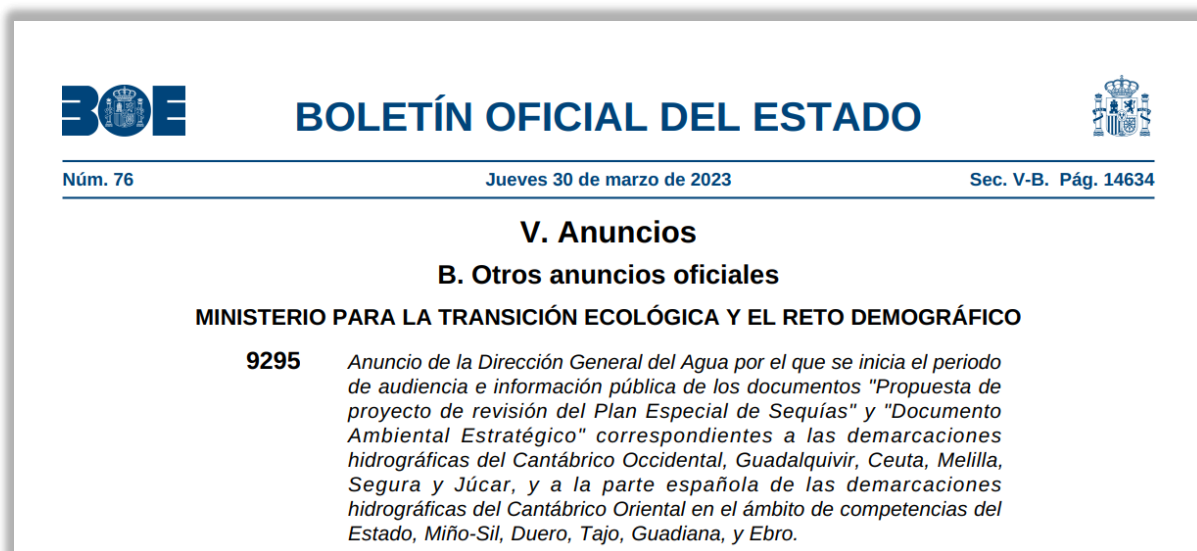 BOE
BOLETÍN OFICIAL DEL ESTADO
Núm. 76 Jueves 30 de marzo de 2023 Sec. V-B. Pág. 14634
V. Anuncios
B. Otros anuncios oficiales
MINISTERIO PARA LA TRANSICIÓN ECOLÓGICA Y EL RETO DEMOGRÁFICO
9295 Anuncio de la Dirección General del Agua por el que se inicia el periodo
de audiencia e información pública de los documentos "Propuesta de
proyecto de revisión del Plan Especial de Sequías" y "Documento
Ambiental Estratégico" correspondientes a las demarcaciones
hidrográficas del Cantábrico Occidental, Guadalquivir, Ceuta, Melilla,
Segura y Júcar, y a la parte española de las demarcaciones
hidrográficas del Cantábrico Oriental en el ámbito de competencias del
Estado, Miño-Sil, Duero, Tajo, Guadiana, y Ebro.